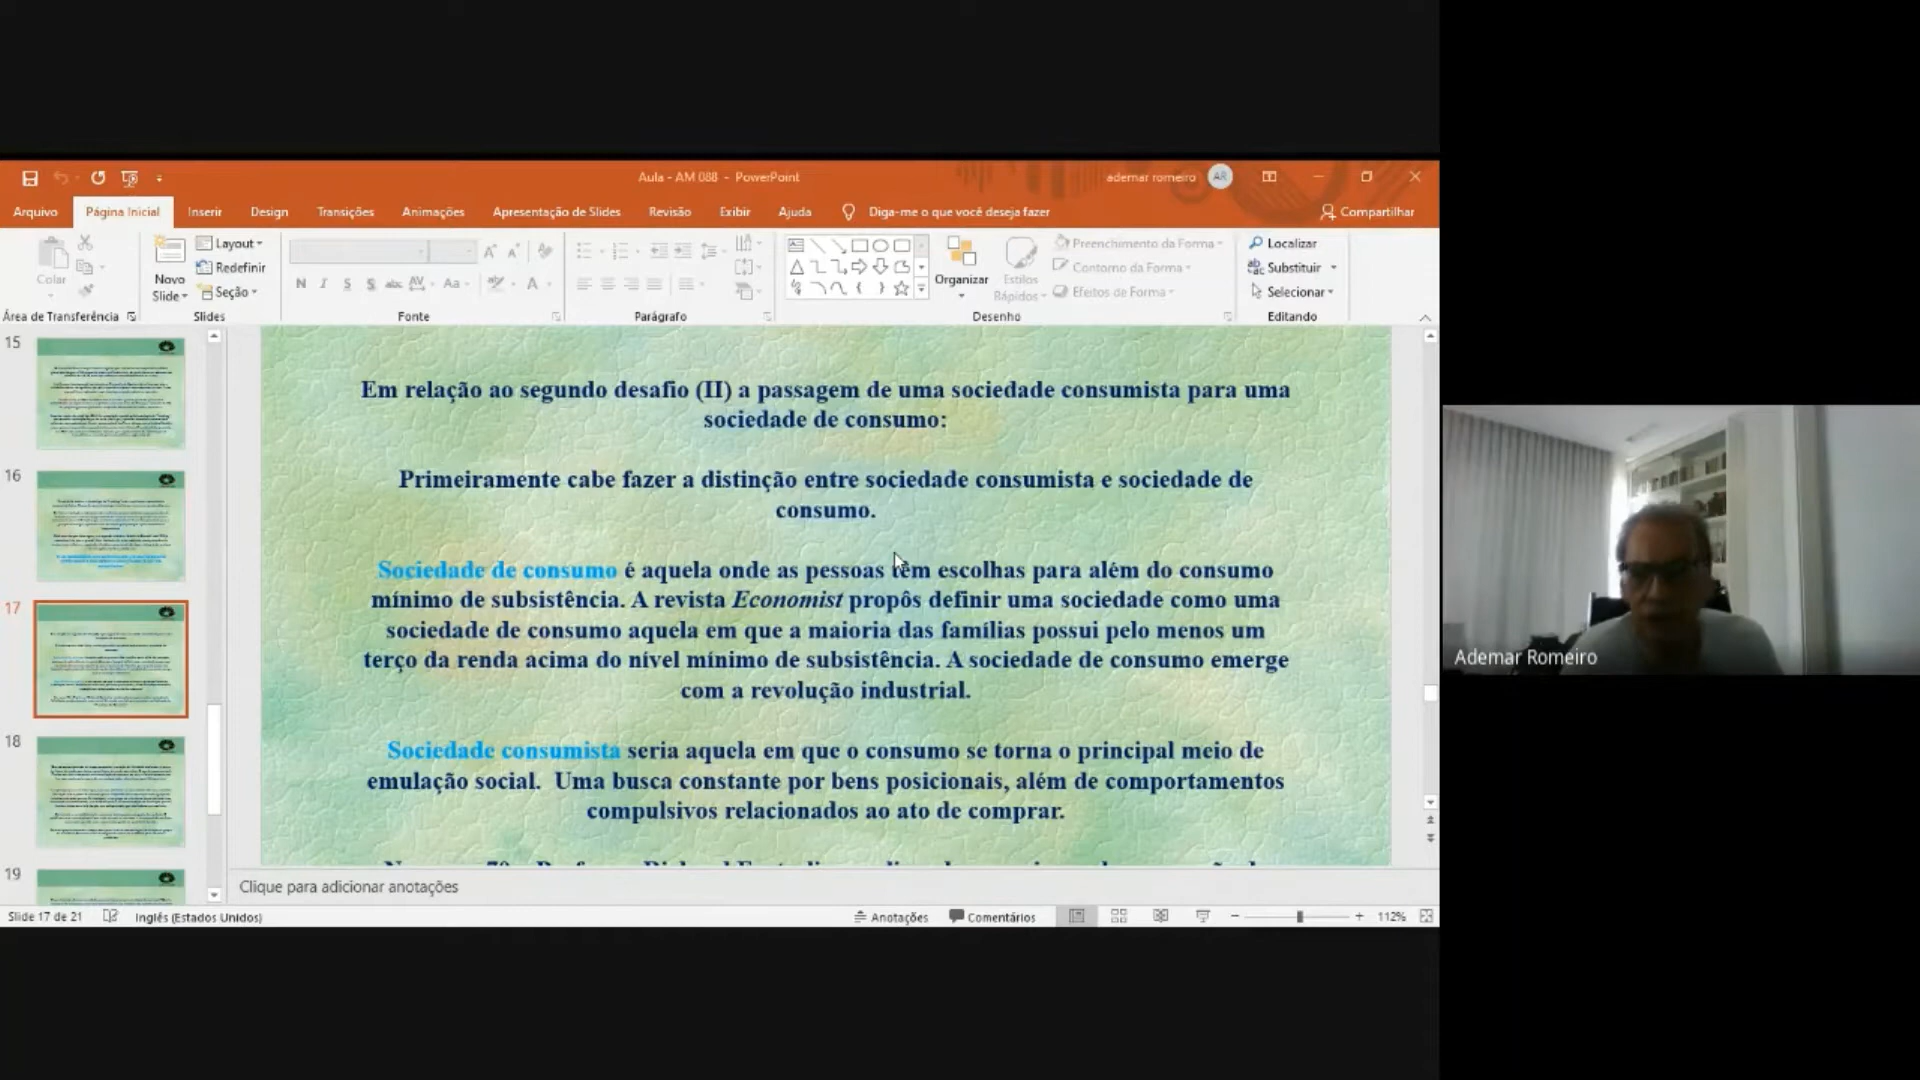 Aula - AM 088 - PowerPoint
ademar romeiro
AR
Arquivo
Página Inicial
Inserir
Design
Transições
Animações
Apresentação de Slides
Revisão
Exibir
Ajuda
Diga-me o que você deseja fazer
Compartilhar
Colar
Novo
Slide
Layout
Redefinir
Seção
Organizar
Estilos
Rápidos
Preenchimento da Forma
Contorno da Forma
Efeitos de Forma
Localizar
Substituir
Selecionar
Área de Transferência
Slides
Fonte
Parágrafo
Desenho
Editando
15
16
17
18
19
Em relação ao segundo desafio (II) a passagem de uma sociedade consumista para uma
sociedade de consumo:
Primeiramente cabe fazer a distinção entre sociedade consumista e sociedade de
consumo.
Sociedade de consumo é aquela onde as pessoas têm escolhas para além do consumo
mínimo de subsistência. A revista Economist propôs definir uma sociedade como uma
sociedade de consumo aquela em que a maioria das famílias possui pelo menos um
terço da renda acima do nível mínimo de subsistência. A sociedade de consumo emerge
com a revolução industrial.
Sociedade consumista seria aquela em que o consumo se torna o principal meio de
emulação social. Uma busca constante por bens posicionais, além de comportamentos
compulsivos relacionados ao ato de comprar.
Clique para adicionar anotações
Slide 17 de 21
Inglês (Estados Unidos)
Anotações
Comentários
112%
Ademar Romeiro